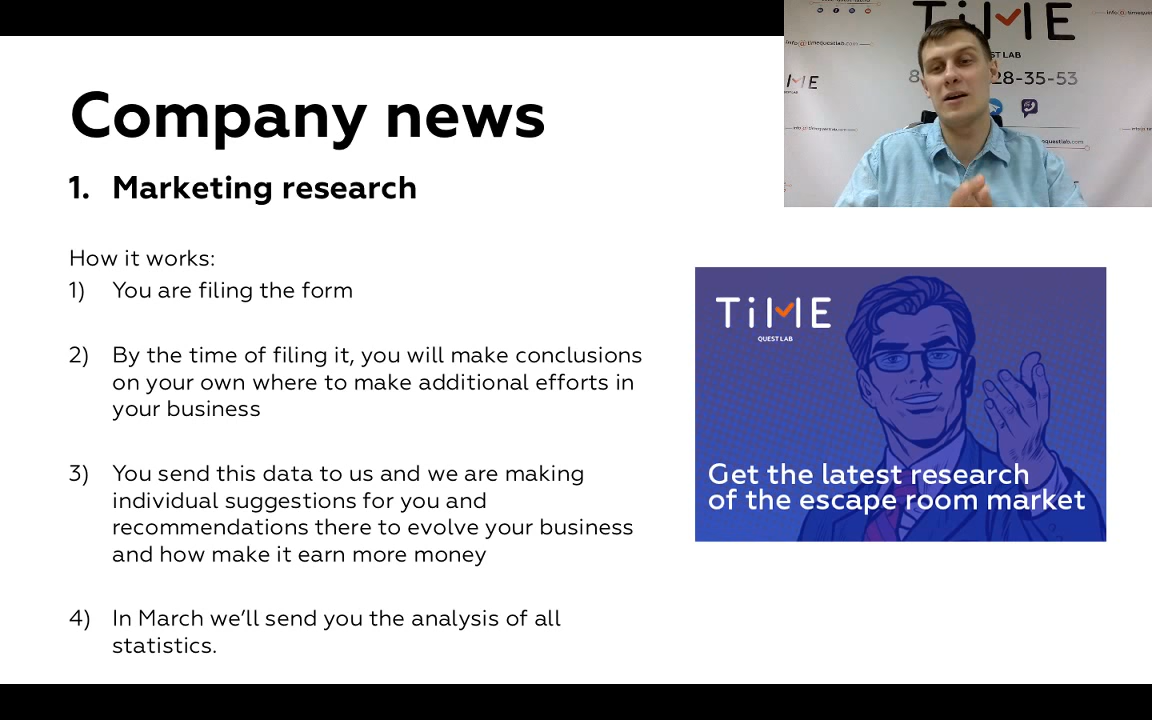 Company news
1. Marketing research
How it works:
1) You are filing the form
2) By the time of filing it, you will make conclusions
on your own where to make additional efforts in
your business
3) You send this data to us and we are making
individual suggestions for you and
recommendations there to evolve your business
and how make it earn more money
4) In March we’ll send you the analysis of all
statistics.
TiME
ST LAB
28-35-53
TiME
QUEST LAB
Get the latest research
of the escape room market